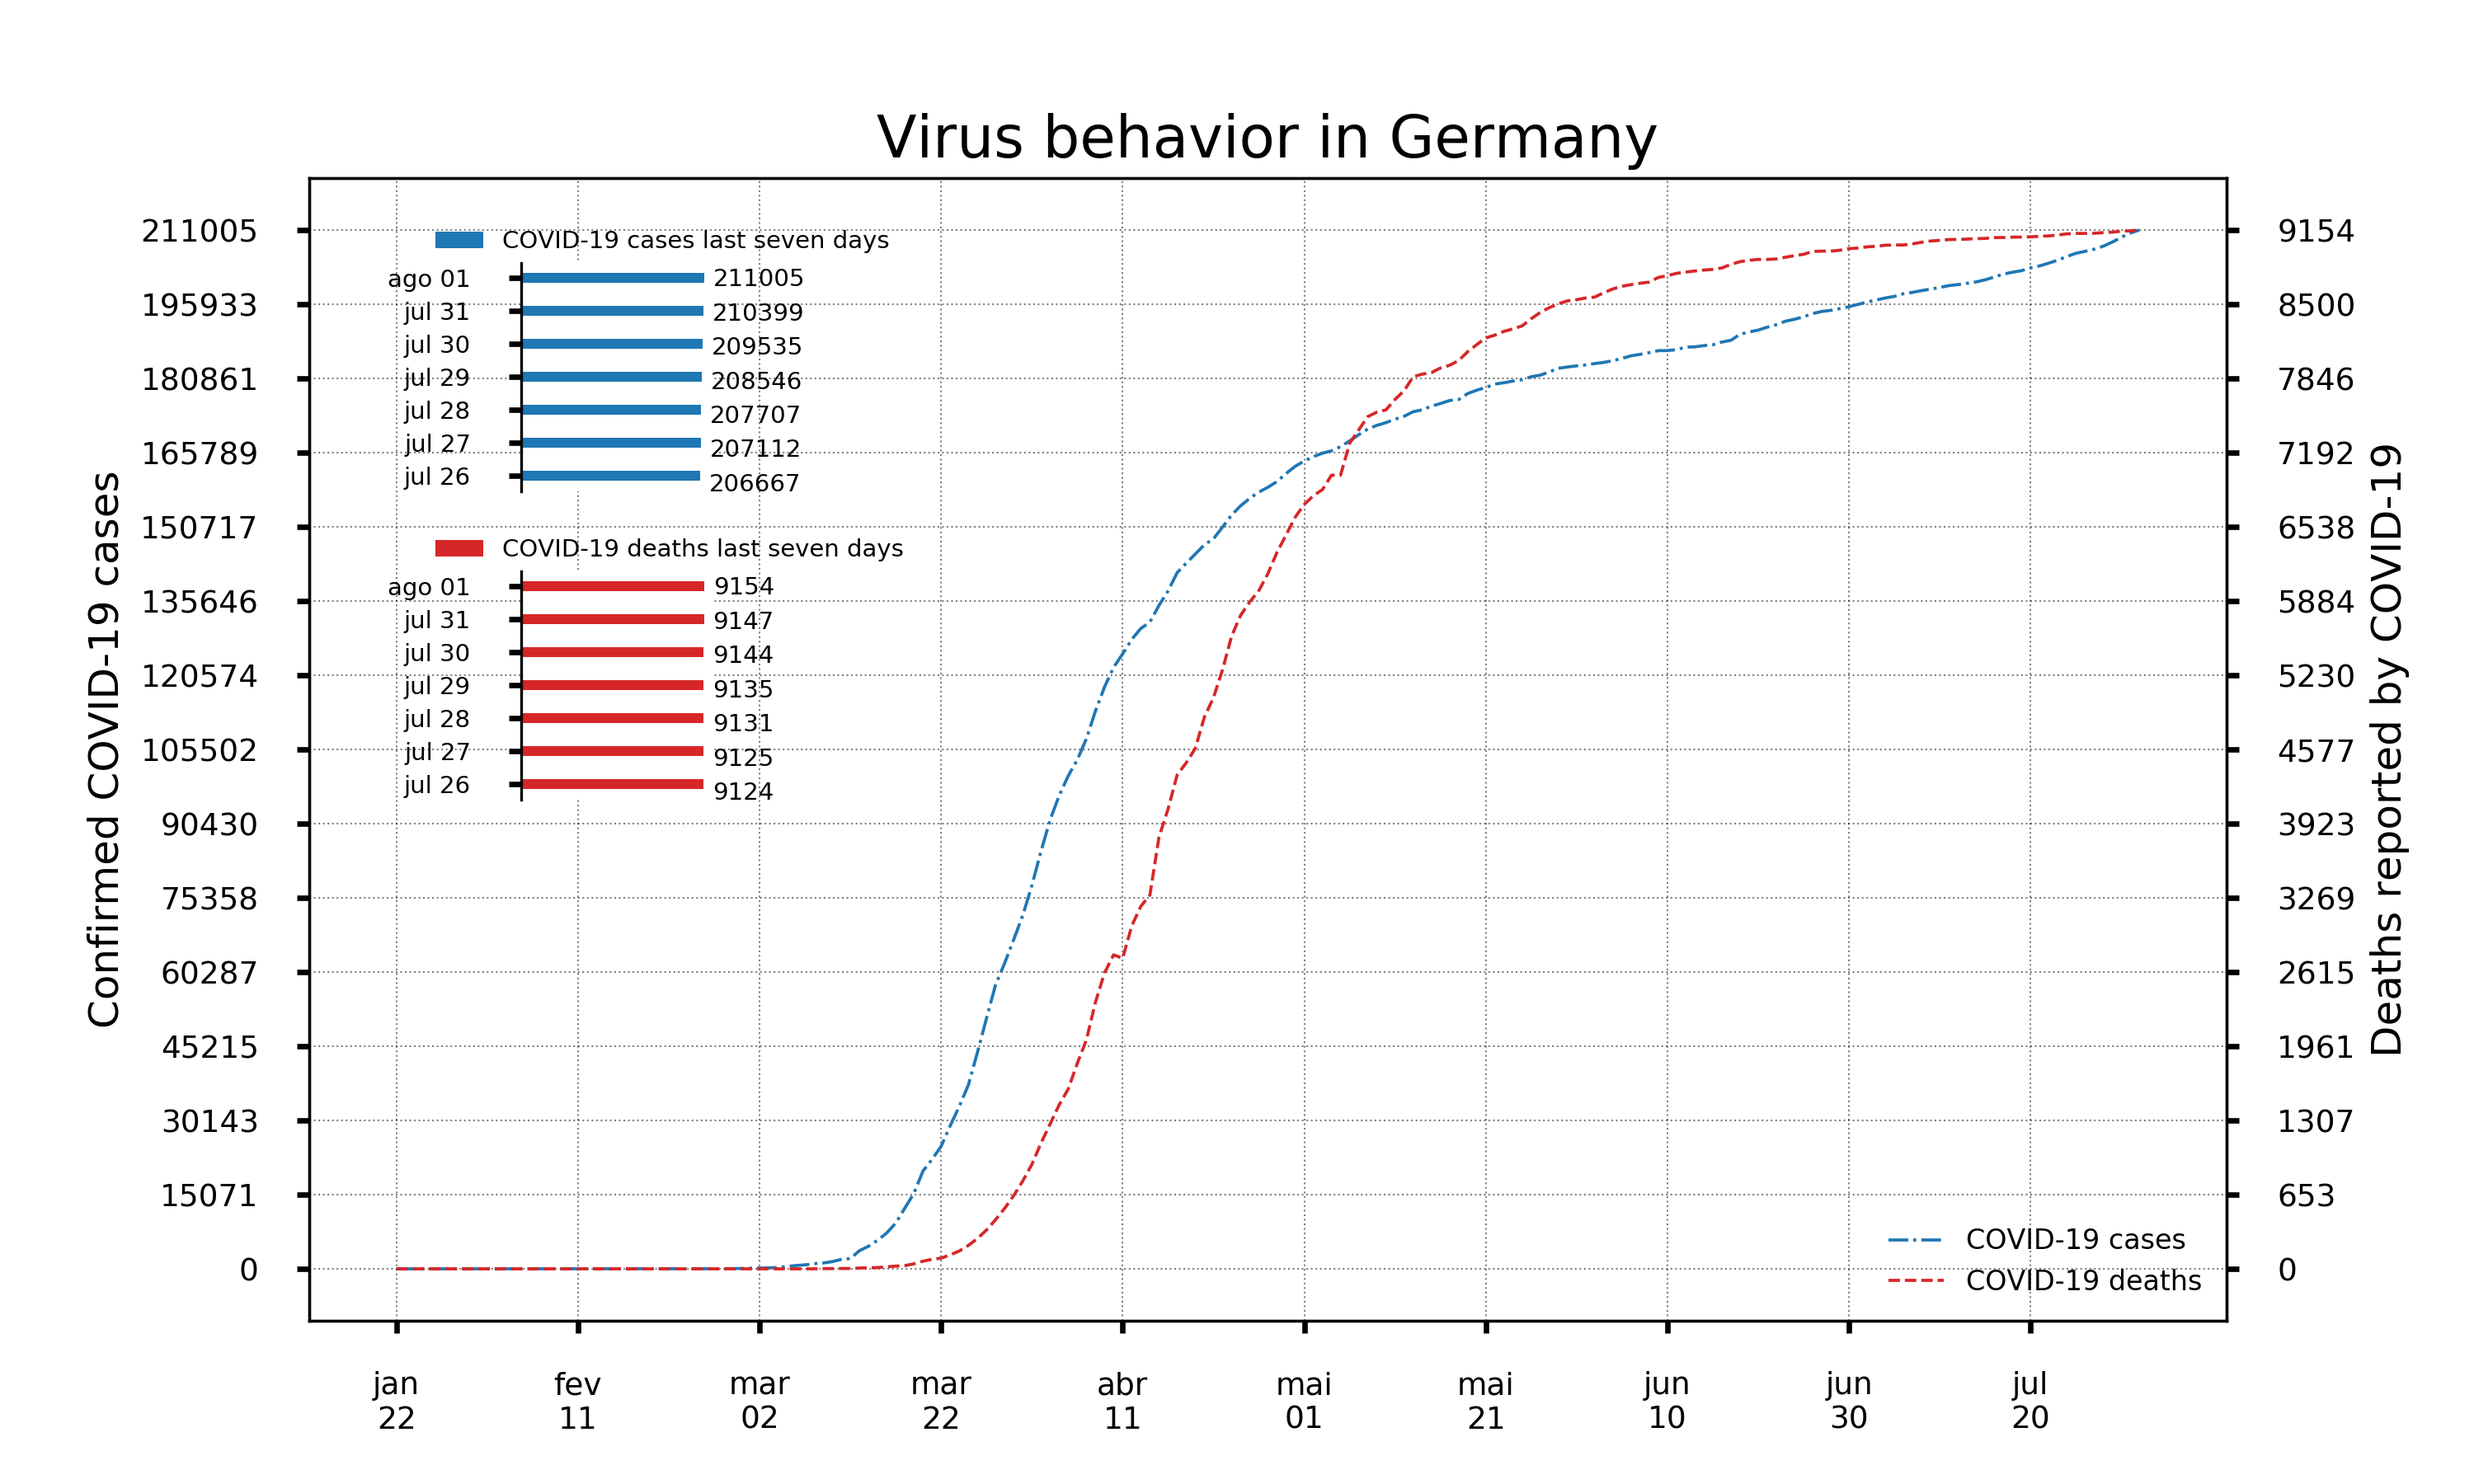 Virus behavior in Germany
Confirmed COVID-19 cases
211005
195933
180861
165789
150717
135646
120574
105502
90430
75358
60287
45215
30143
15071
0
COVID-19 cases last seven days
ago 01 211005
jul 31 210399
jul 30 209535
jul 29 208546
jul 28 207707
jul 27 207112
jul 26 206667
COVID-19 deaths last seven days
ago 01 9154
jul 31 9147
jul 30 9144
jul 29 9135
jul 28 9131
jul 27 9125
jul 26 9124
9154
8500
7846
7192
6538
5884
5230
4577
3923
3269
2615
1961
1307
653
0
Deaths reported by COVID-19
COVID-19 cases
COVID-19 deaths
jan fev mar mar abr mai mai jun jun jul
22 11 02 22 11 01 21 10 30 20